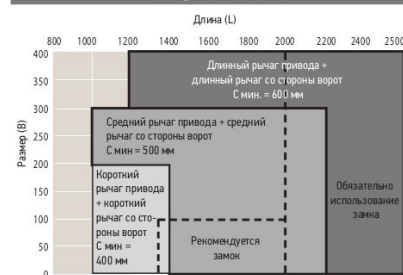 Длина (L)
800 1000 1200 1400 1600 1800 2000 2200 2400 2500
Размер (B)
400
350
300
250
200
150
100
50
0
Длинный рычаг привода +
длинный рычаг со стороны ворот
С мин. = 600 мм
Средний рычаг привода + средний
рычаг со стороны ворот
С мин = 500 мм
Короткий
рычаг привода
+ короткий
рычаг со сто-
роны ворот
С мин =
400 мм
Рекомендуется
замок
Обязательно
использование
замка